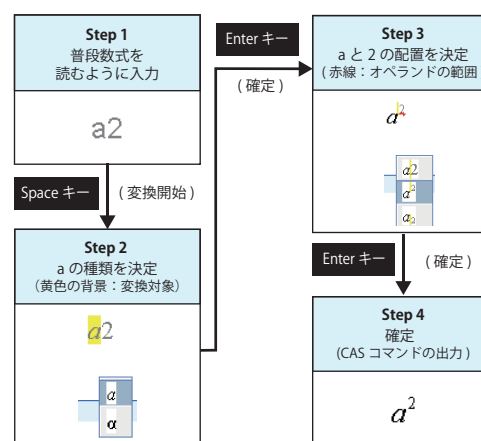 Step 1
普段数式を
読むように入力
a2
Space キー
( 変換開始 )
Step 2
a の種類を決定
(黄色の背景:変換対象)
a2
a
α
Enter キー
( 確定 )
Step 3
a と 2 の配置を決定
( 赤線:オペランドの範囲
a²
a2
a²
a₂
Enter キー
( 確定 )
Step 4
確定
(CAS コマンドの出力 )
a²